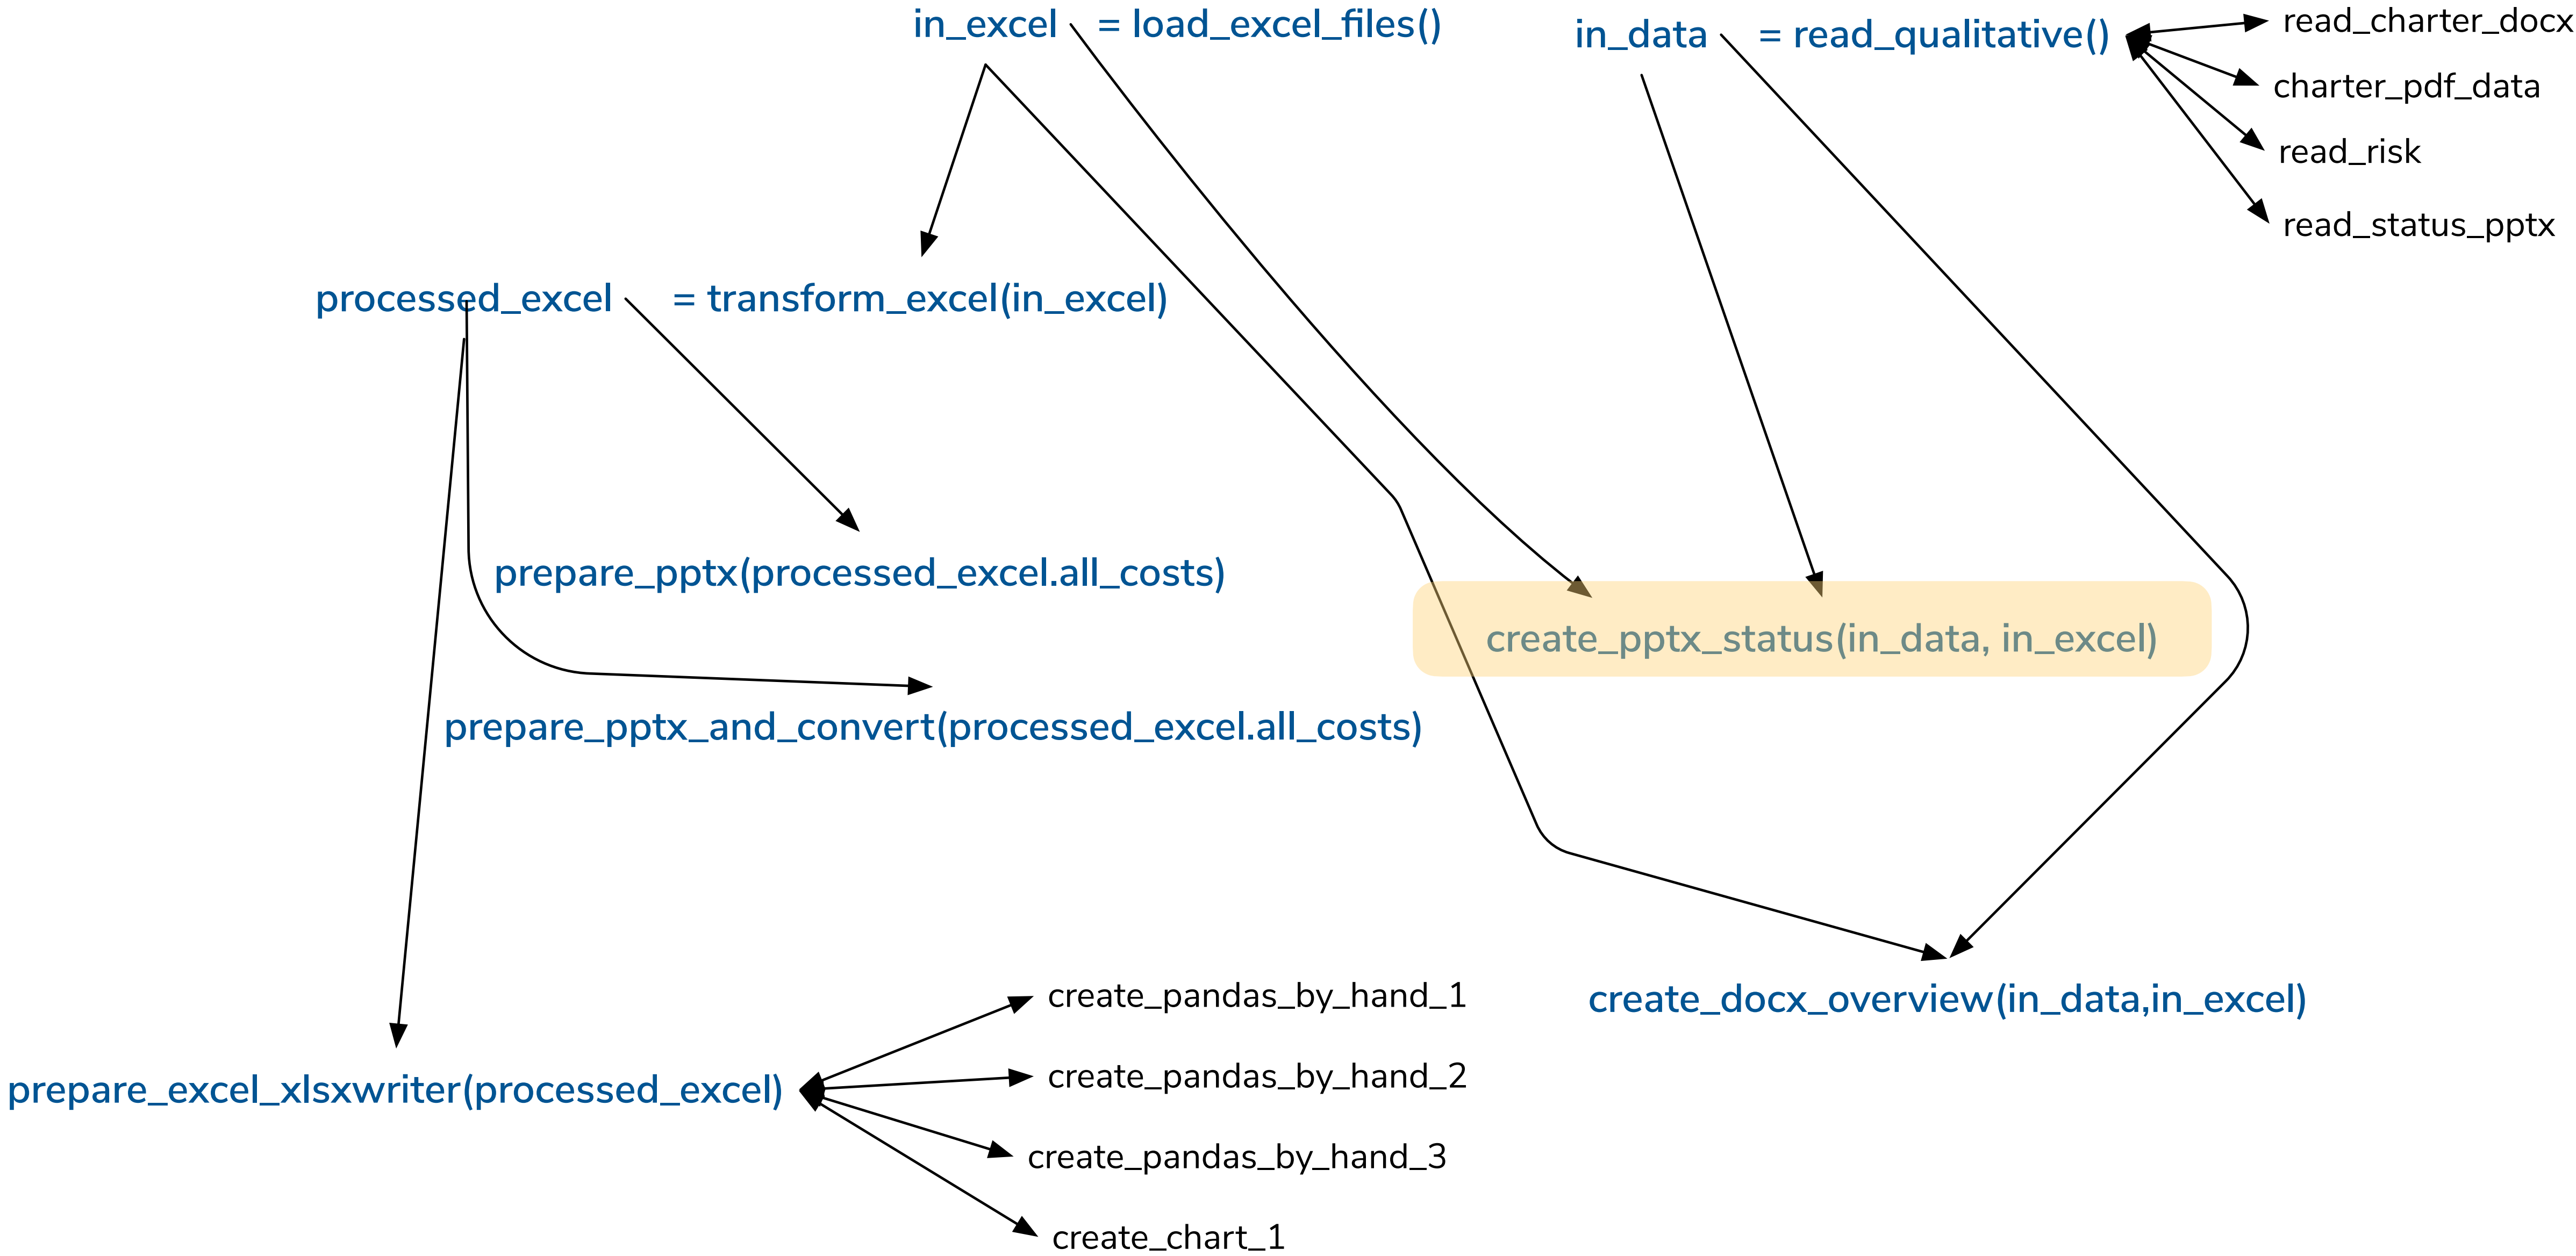 in_excel = load_excel_files()
in_data = read_qualitative()
read_charter_docx
charter_pdf_data
read_risk
read_status_pptx
processed_excel = transform_excel(in_excel)
prepare_pptx(processed_excel.all_costs)
create_pptx_status(in_data, in_excel)
prepare_pptx_and_convert(processed_excel.all_costs)
create_docx_overview(in_data,in_excel)
prepare_excel_xlsxwriter(processed_excel)
create_pandas_by_hand_1
create_pandas_by_hand_2
create_pandas_by_hand_3
create_chart_1